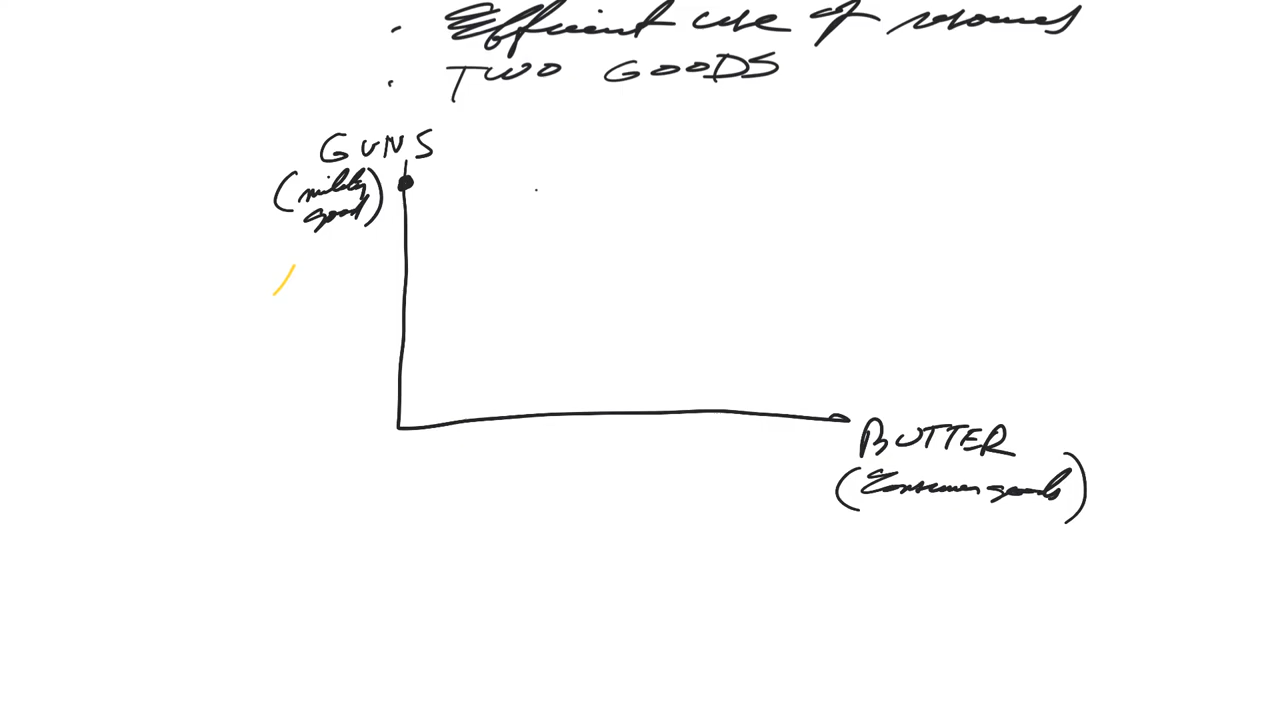 · Efficient use of resources
· TWO GOODS
GUNS
(military
good)
BUTTER
(Consumer goods)